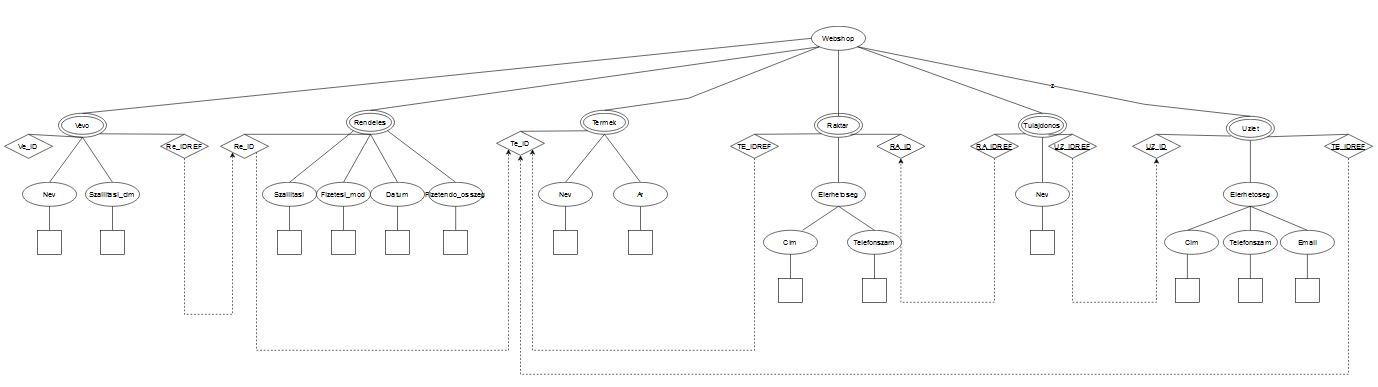 Webshop
z
Vevo
Rendeles
Termek
Raktar
Tulajdonos
Uzlet
Ve_ID
Re_IDREF
Re_ID
Te_ID
TE_IDREF
RA_ID
RA_IDREF
UZ_IDREF
UZ_ID
TE_IDREF
Nev
Szallitasi_cim
Szallitasi
Fizetesi_mod
Datum
Fizetendo_osszeg
Nev
Ar
Elerhetoseg
Nev
Elerhetoseg
Cim
Telefonszam
Cim
Telefonszam
Email